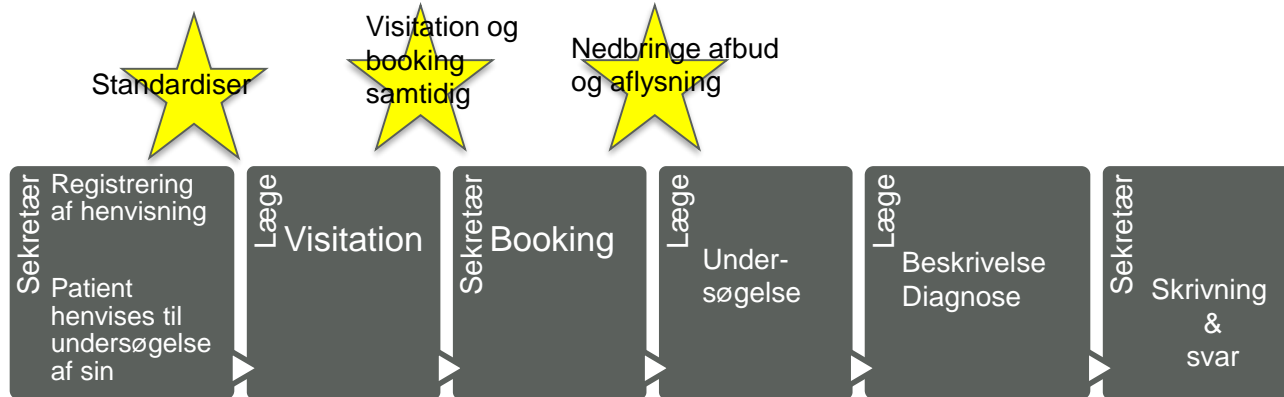 Standardiser
Visitation og
booking
samtidig
Nedbringe afbud
og aflysning
Sekretær
Registrering
af henvisning
Patient
henvises til
undersøgelse
af sin
Læge
Visitation
Sekretær
Booking
Læge
Under-
søgelse
Læge
Beskrivelse
Diagnose
Sekretær
Skrivning
&
svar